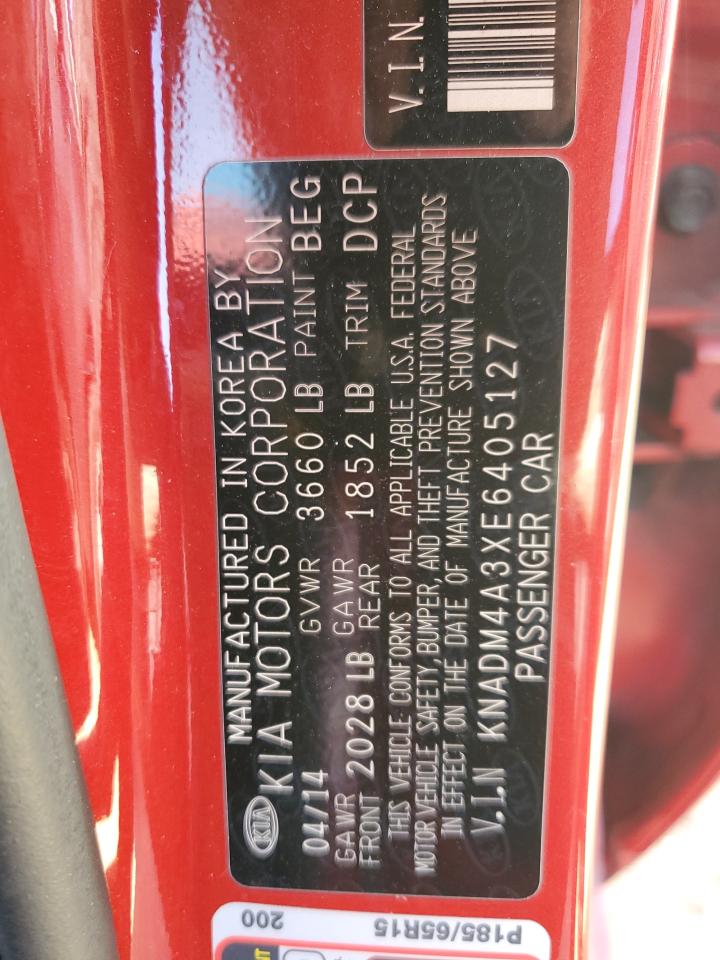 V.I.N.
MANUFACTURED IN KOREA BY
KIA KIA MOTORS CORPORATION
04/14 GVWR 3660 LB PAINT BEG
GAWR FRONT 2028 LB GAWR REAR 1852 LB TRIM DCP
THIS VEHICLE CONFORMS TO ALL APPLICABLE U.S.A. FEDERAL
MOTOR VEHICLE SAFETY, BUMPER, AND THEFT PREVENTION STANDARDS
IN EFFECT ON THE DATE OF MANUFACTURE SHOWN ABOVE
V.I.N KNADM4A3XE6405127
PASSENGER CAR
P185/65R15
200